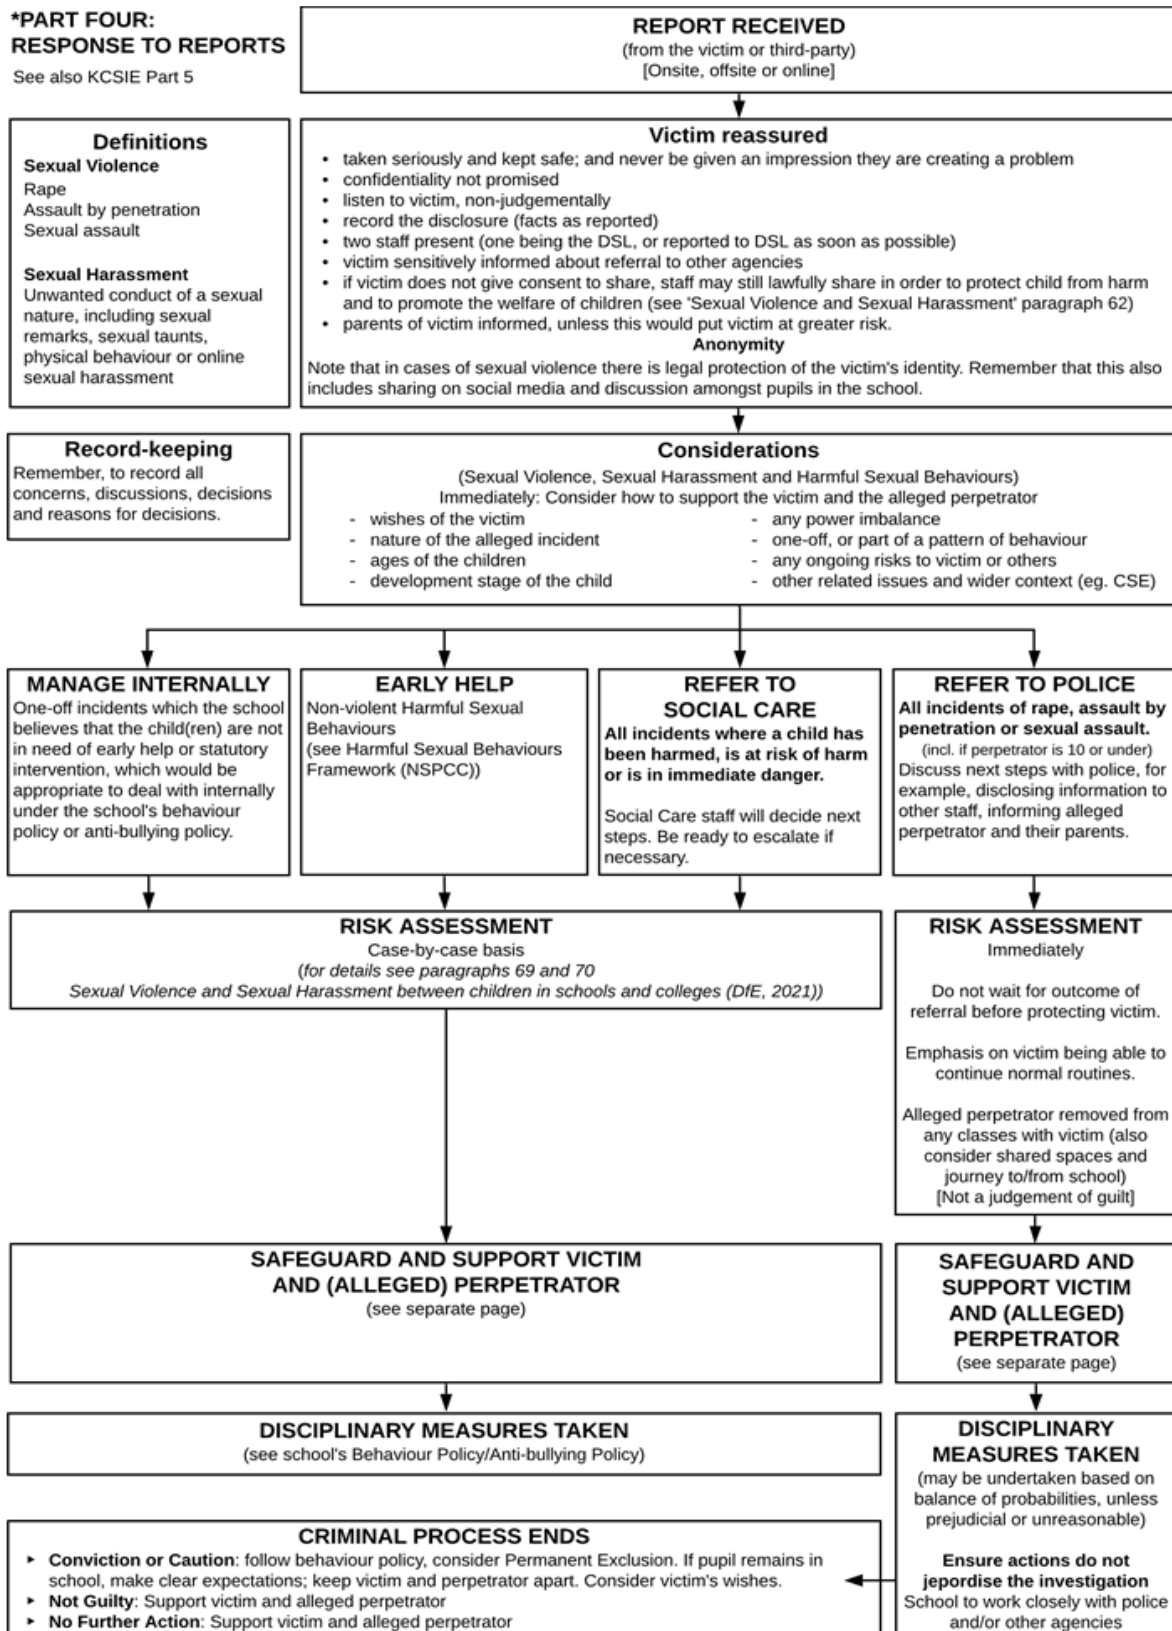 *PART FOUR:
RESPONSE TO REPORTS
See also KCSIE Part 5
REPORT RECEIVED
(from the victim or third-party)
[Onsite, offsite or online]
Definitions
Sexual Violence
Rape
Assault by penetration
Sexual assault
Sexual Harassment
Unwanted conduct of a sexual
nature, including sexual
remarks, sexual taunts,
physical behaviour or online
sexual harassment
Victim reassured
• taken seriously and kept safe; and never be given an impression they are creating a problem
• confidentiality not promised
• listen to victim, non-judgementally
• record the disclosure (facts as reported)
• two staff present (one being the DSL, or reported to DSL as soon as possible)
• victim sensitively informed about referral to other agencies
• if victim does not give consent to share, staff may still lawfully share in order to protect child from harm
and to promote the welfare of children (see 'Sexual Violence and Sexual Harassment' paragraph 62)
• parents of victim informed, unless this would put victim at greater risk.
Anonymity
Note that in cases of sexual violence there is legal protection of the victim's identity. Remember that this also
includes sharing on social media and discussion amongst pupils in the school.
Record-keeping
Remember, to record all
concerns, discussions, decisions
and reasons for decisions.
Considerations
(Sexual Violence, Sexual Harassment and Harmful Sexual Behaviours)
Immediately: Consider how to support the victim and the alleged perpetrator
- wishes of the victim
- nature of the alleged incident
- ages of the children
- development stage of the child
- any power imbalance
- one-off, or part of a pattern of behaviour
- any ongoing risks to victim or others
- other related issues and wider context (eg. CSE)
MANAGE INTERNALLY
One-off incidents which the school
believes that the child(ren) are not
in need of early help or statutory
intervention, which would be
appropriate to deal with internally
under the school's behaviour
policy or anti-bullying policy.
EARLY HELP
Non-violent Harmful Sexual
Behaviours
(see Harmful Sexual Behaviours
Framework (NSPCC))
REFER TO
SOCIAL CARE
All incidents where a child has
been harmed, is at risk of harm
or is in immediate danger.
Social Care staff will decide next
steps. Be ready to escalate if
necessary.
REFER TO POLICE
All incidents of rape, assault by
penetration or sexual assault.
(incl. if perpetrator is 10 or under)
Discuss next steps with police, for
example, disclosing information to
other staff, informing alleged
perpetrator and their parents.
RISK ASSESSMENT
Case-by-case basis
(for details see paragraphs 69 and 70
Sexual Violence and Sexual Harassment between children in schools and colleges (DfE, 2021))
RISK ASSESSMENT
Immediately
Do not wait for outcome of
referral before protecting victim.
Emphasis on victim being able to
continue normal routines.
Alleged perpetrator removed from
any classes with victim (also
consider shared spaces and
journey to/from school)
[Not a judgement of guilt]
SAFEGUARD AND SUPPORT VICTIM
AND (ALLEGED) PERPETRATOR
(see separate page)
SAFEGUARD AND
SUPPORT VICTIM
AND (ALLEGED)
PERPETRATOR
(see separate page)
DISCIPLINARY MEASURES TAKEN
(see school's Behaviour Policy/Anti-bullying Policy)
DISCIPLINARY
MEASURES TAKEN
(may be undertaken based on
balance of probabilities, unless
prejudicial or unreasonable)
Ensure actions do not
jepordise the investigation
School to work closely with police
and/or other agencies
CRIMINAL PROCESS ENDS
▸ Conviction or Caution: follow behaviour policy, consider Permanent Exclusion. If pupil remains in
school, make clear expectations; keep victim and perpetrator apart. Consider victim's wishes.
▸ Not Guilty: Support victim and alleged perpetrator
▸ No Further Action: Support victim and alleged perpetrator